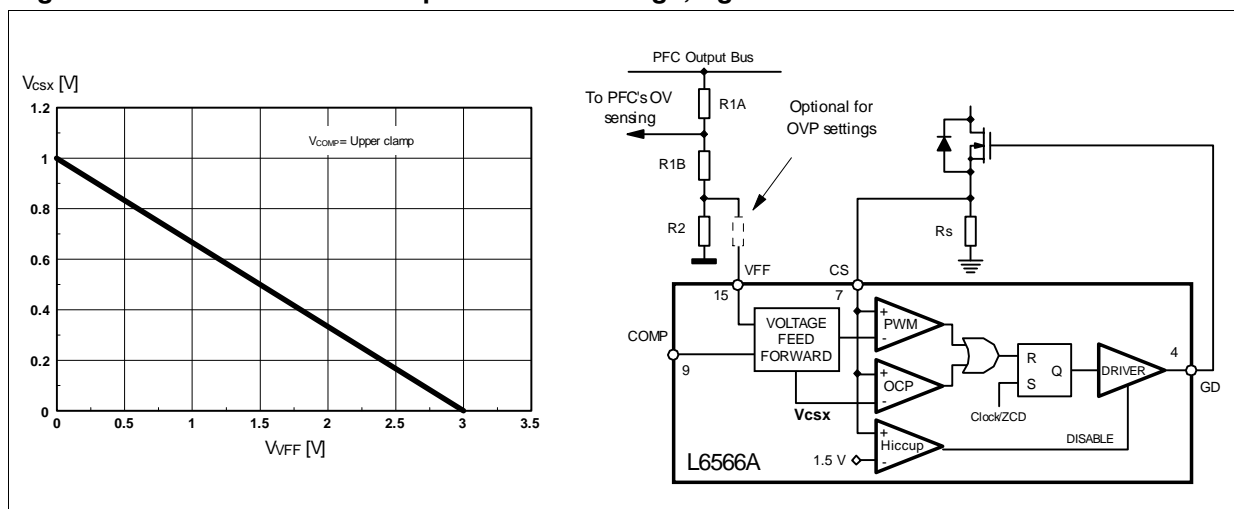 Vcsx [V]
1.2
1
0.8
0.6
0.4
0.2
0
0
0.5
1
1.5
2
2.5
3
3.5
VVFF [V]
VCOMP= Upper clamp
PFC Output Bus
To PFC's OV
sensing
R1A
Optional for
OVP settings
R1B
R2
Rs
VFF
CS
15
7
COMP
9
VOLTAGE
FEED
FORWARD
+
PWM
-
+
OCP
-
Vcsx
+
Hiccup
-
1.5 V
R
Q
S
Clock/ZCD
DRIVER
4
GD
DISABLE
L6566A